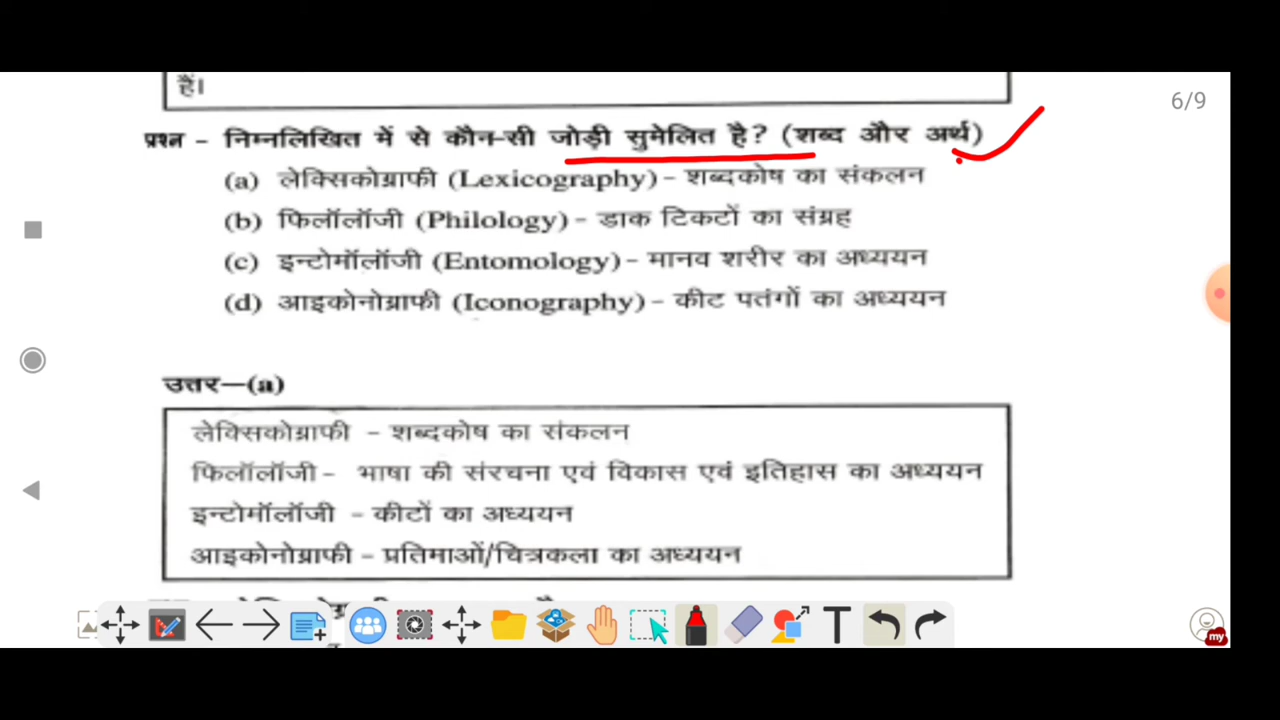 हैं।
6/9
प्रश्न - निम्नलिखित में से कौन-सी जोड़ी सुमेलित है? (शब्द और अर्थ)
(a) लेक्सिकोग्राफी (Lexicography) - शब्दकोष का संकलन
(b) फिलॉलॉजी (Philology) - डाक टिकटों का संग्रह
(c) इन्टोमॉलॉजी (Entomology) - मानव शरीर का अध्ययन
(d) आइकोनोग्राफी (Iconography) - कीट पतंगों का अध्ययन
उत्तर—(a)
लेक्सिकोग्राफी - शब्दकोष का संकलन
फिलॉलॉजी - भाषा की संरचना एवं विकास एवं इतिहास का अध्ययन
इन्टोमॉलॉजी - कीटों का अध्ययन
आइकोनोग्राफी - प्रतिमाओं/चित्रकला का अध्ययन
T
my